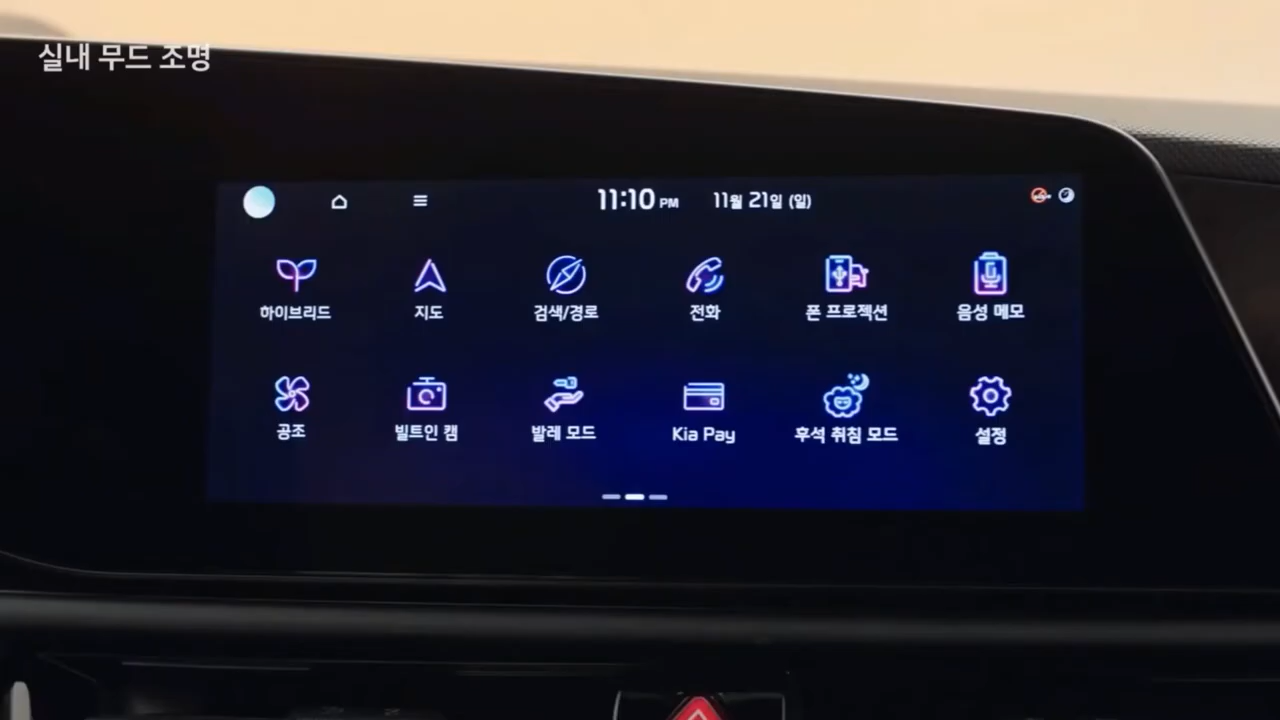 실내 무드 조명
11:10 PM 11월 21일 (일)
하이브리드 지도 검색/경로 전화 폰 프로젝션 음성 메모
공조 빌트인 캠 발레 모드 Kia Pay 후석 취침 모드 설정